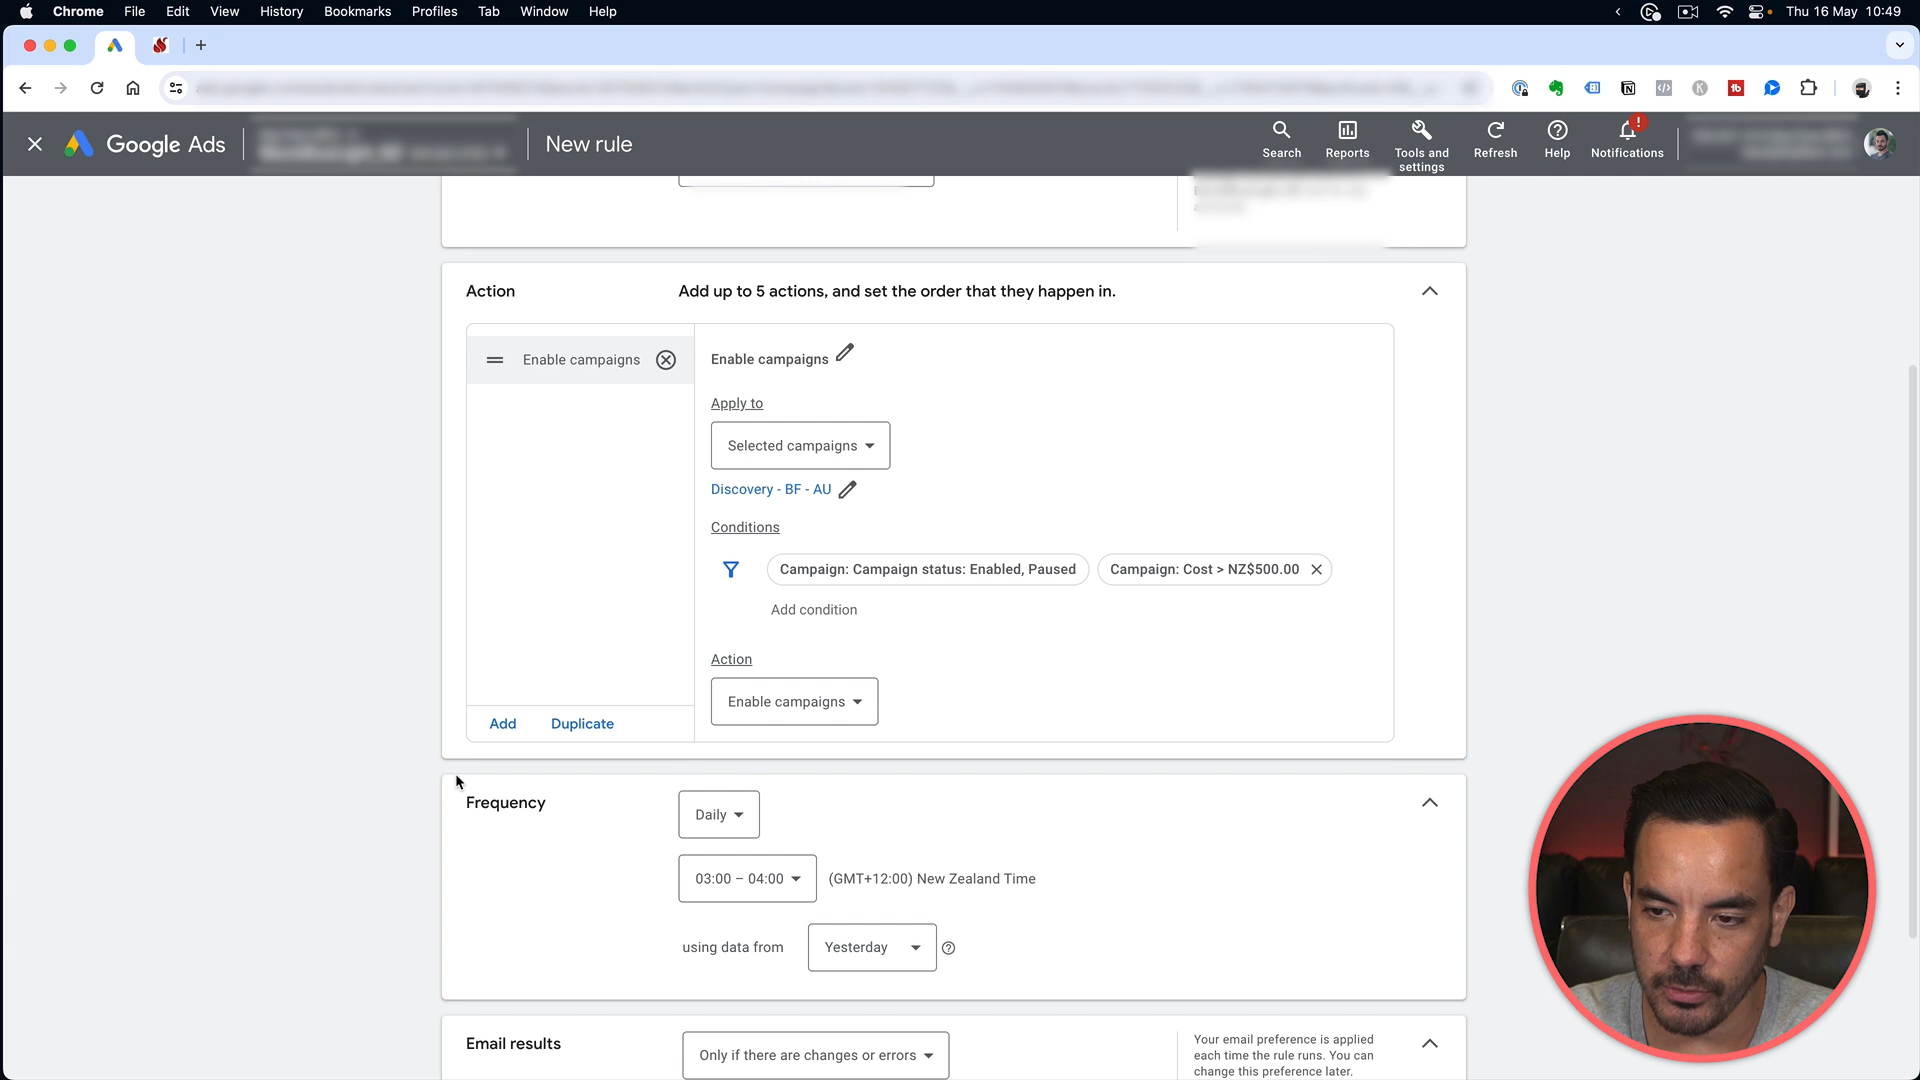 Chrome File Edit View History Bookmarks Profiles Tab Window Help Thu 16 May 10:49
Google Ads New rule Search Reports Tools and settings Refresh Help Notifications
Action Add up to 5 actions, and set the order that they happen in.
Enable campaigns
Enable campaigns
Apply to
Selected campaigns
Discovery - BF - AU
Conditions
Campaign: Campaign status: Enabled, Paused Campaign: Cost > NZ$500.00
Add condition
Action
Enable campaigns
Add Duplicate
Frequency
Daily
03:00 – 04:00 (GMT+12:00) New Zealand Time
using data from Yesterday
Email results
Only if there are changes or errors
Your email preference is applied
each time the rule runs. You can
change this preference later.